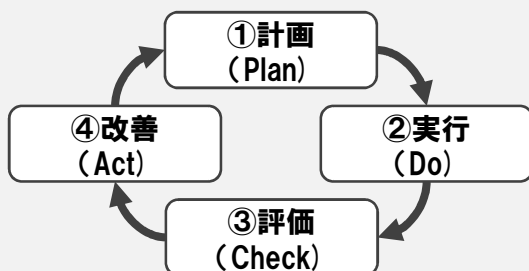 ①計画
(Plan)
②実行
(Do)
③評価
(Check)
④改善
(Act)